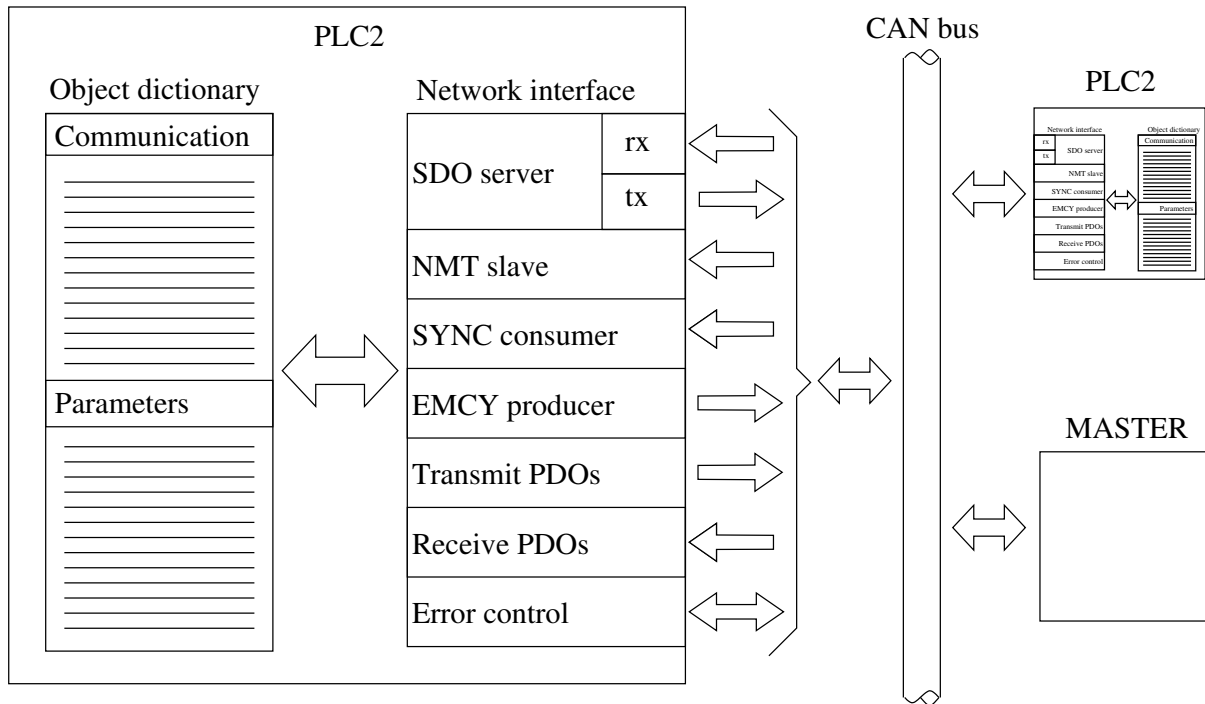 PLC2
Object dictionary
Communication
Parameters
Network interface
SDO server
rx
tx
NMT slave
SYNC consumer
EMCY producer
Transmit PDOs
Receive PDOs
Error control
CAN bus
PLC2
Network interface
rx
tx
SDO server
NMT slave
SYNC consumer
EMCY producer
Transmit PDOs
Receive PDOs
Error control
Object dictionary
Communication
Parameters
MASTER